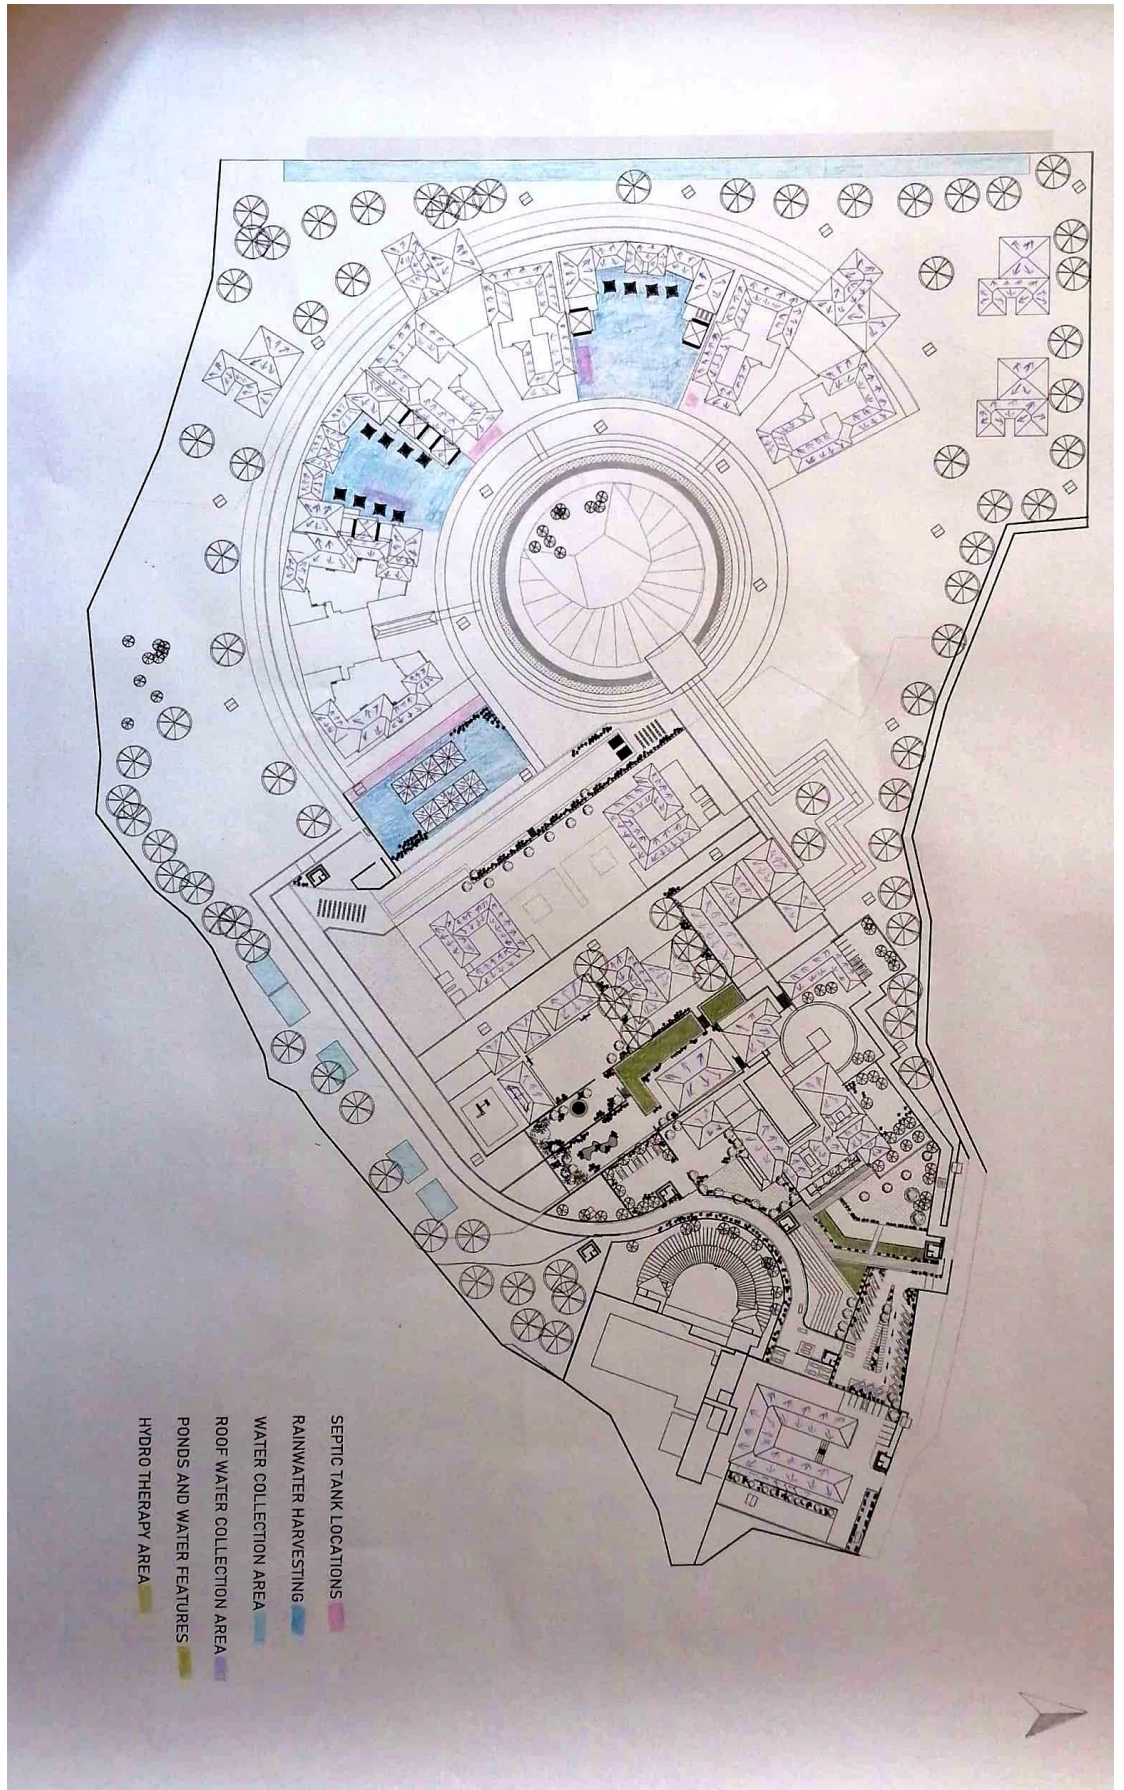 SEPTIC TANK LOCATIONS
RAINWATER HARVESTING
WATER COLLECTION AREA
ROOF WATER COLLECTION AREA
PONDS AND WATER FEATURES
HYDRO THERAPY AREA